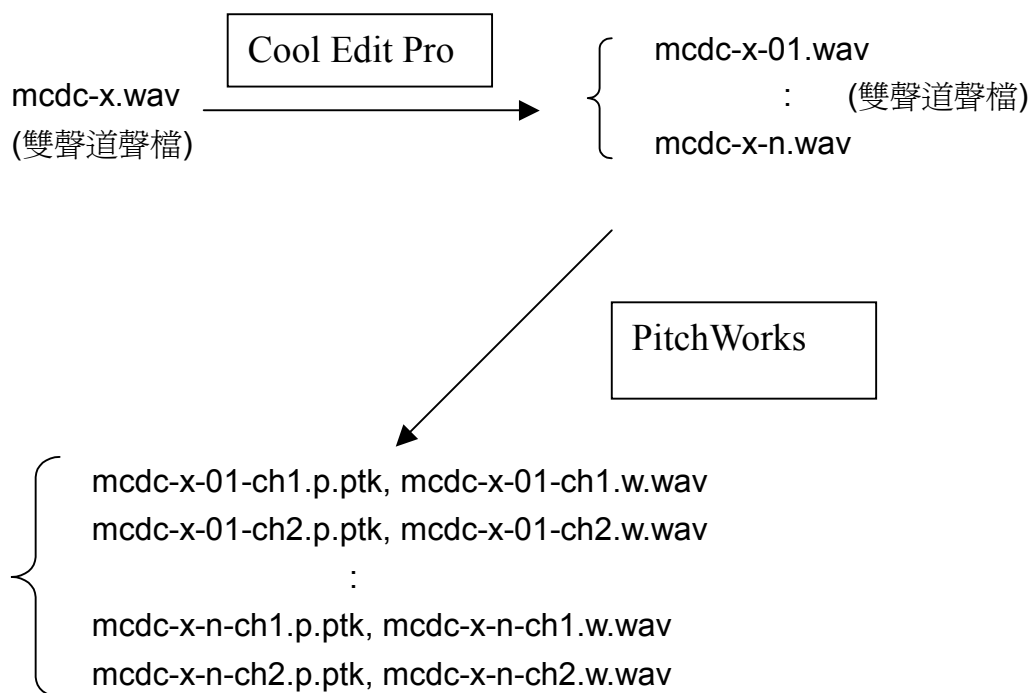 Cool Edit Pro
mcdc-x.wav
(雙聲道聲檔)
mcdc-x-01.wav
: (雙聲道聲檔)
mcdc-x-n.wav
PitchWorks
mcdc-x-01-ch1.p.ptk, mcdc-x-01-ch1.w.wav
mcdc-x-01-ch2.p.ptk, mcdc-x-01-ch2.w.wav
:
mcdc-x-n-ch1.p.ptk, mcdc-x-n-ch1.w.wav
mcdc-x-n-ch2.p.ptk, mcdc-x-n-ch2.w.wav